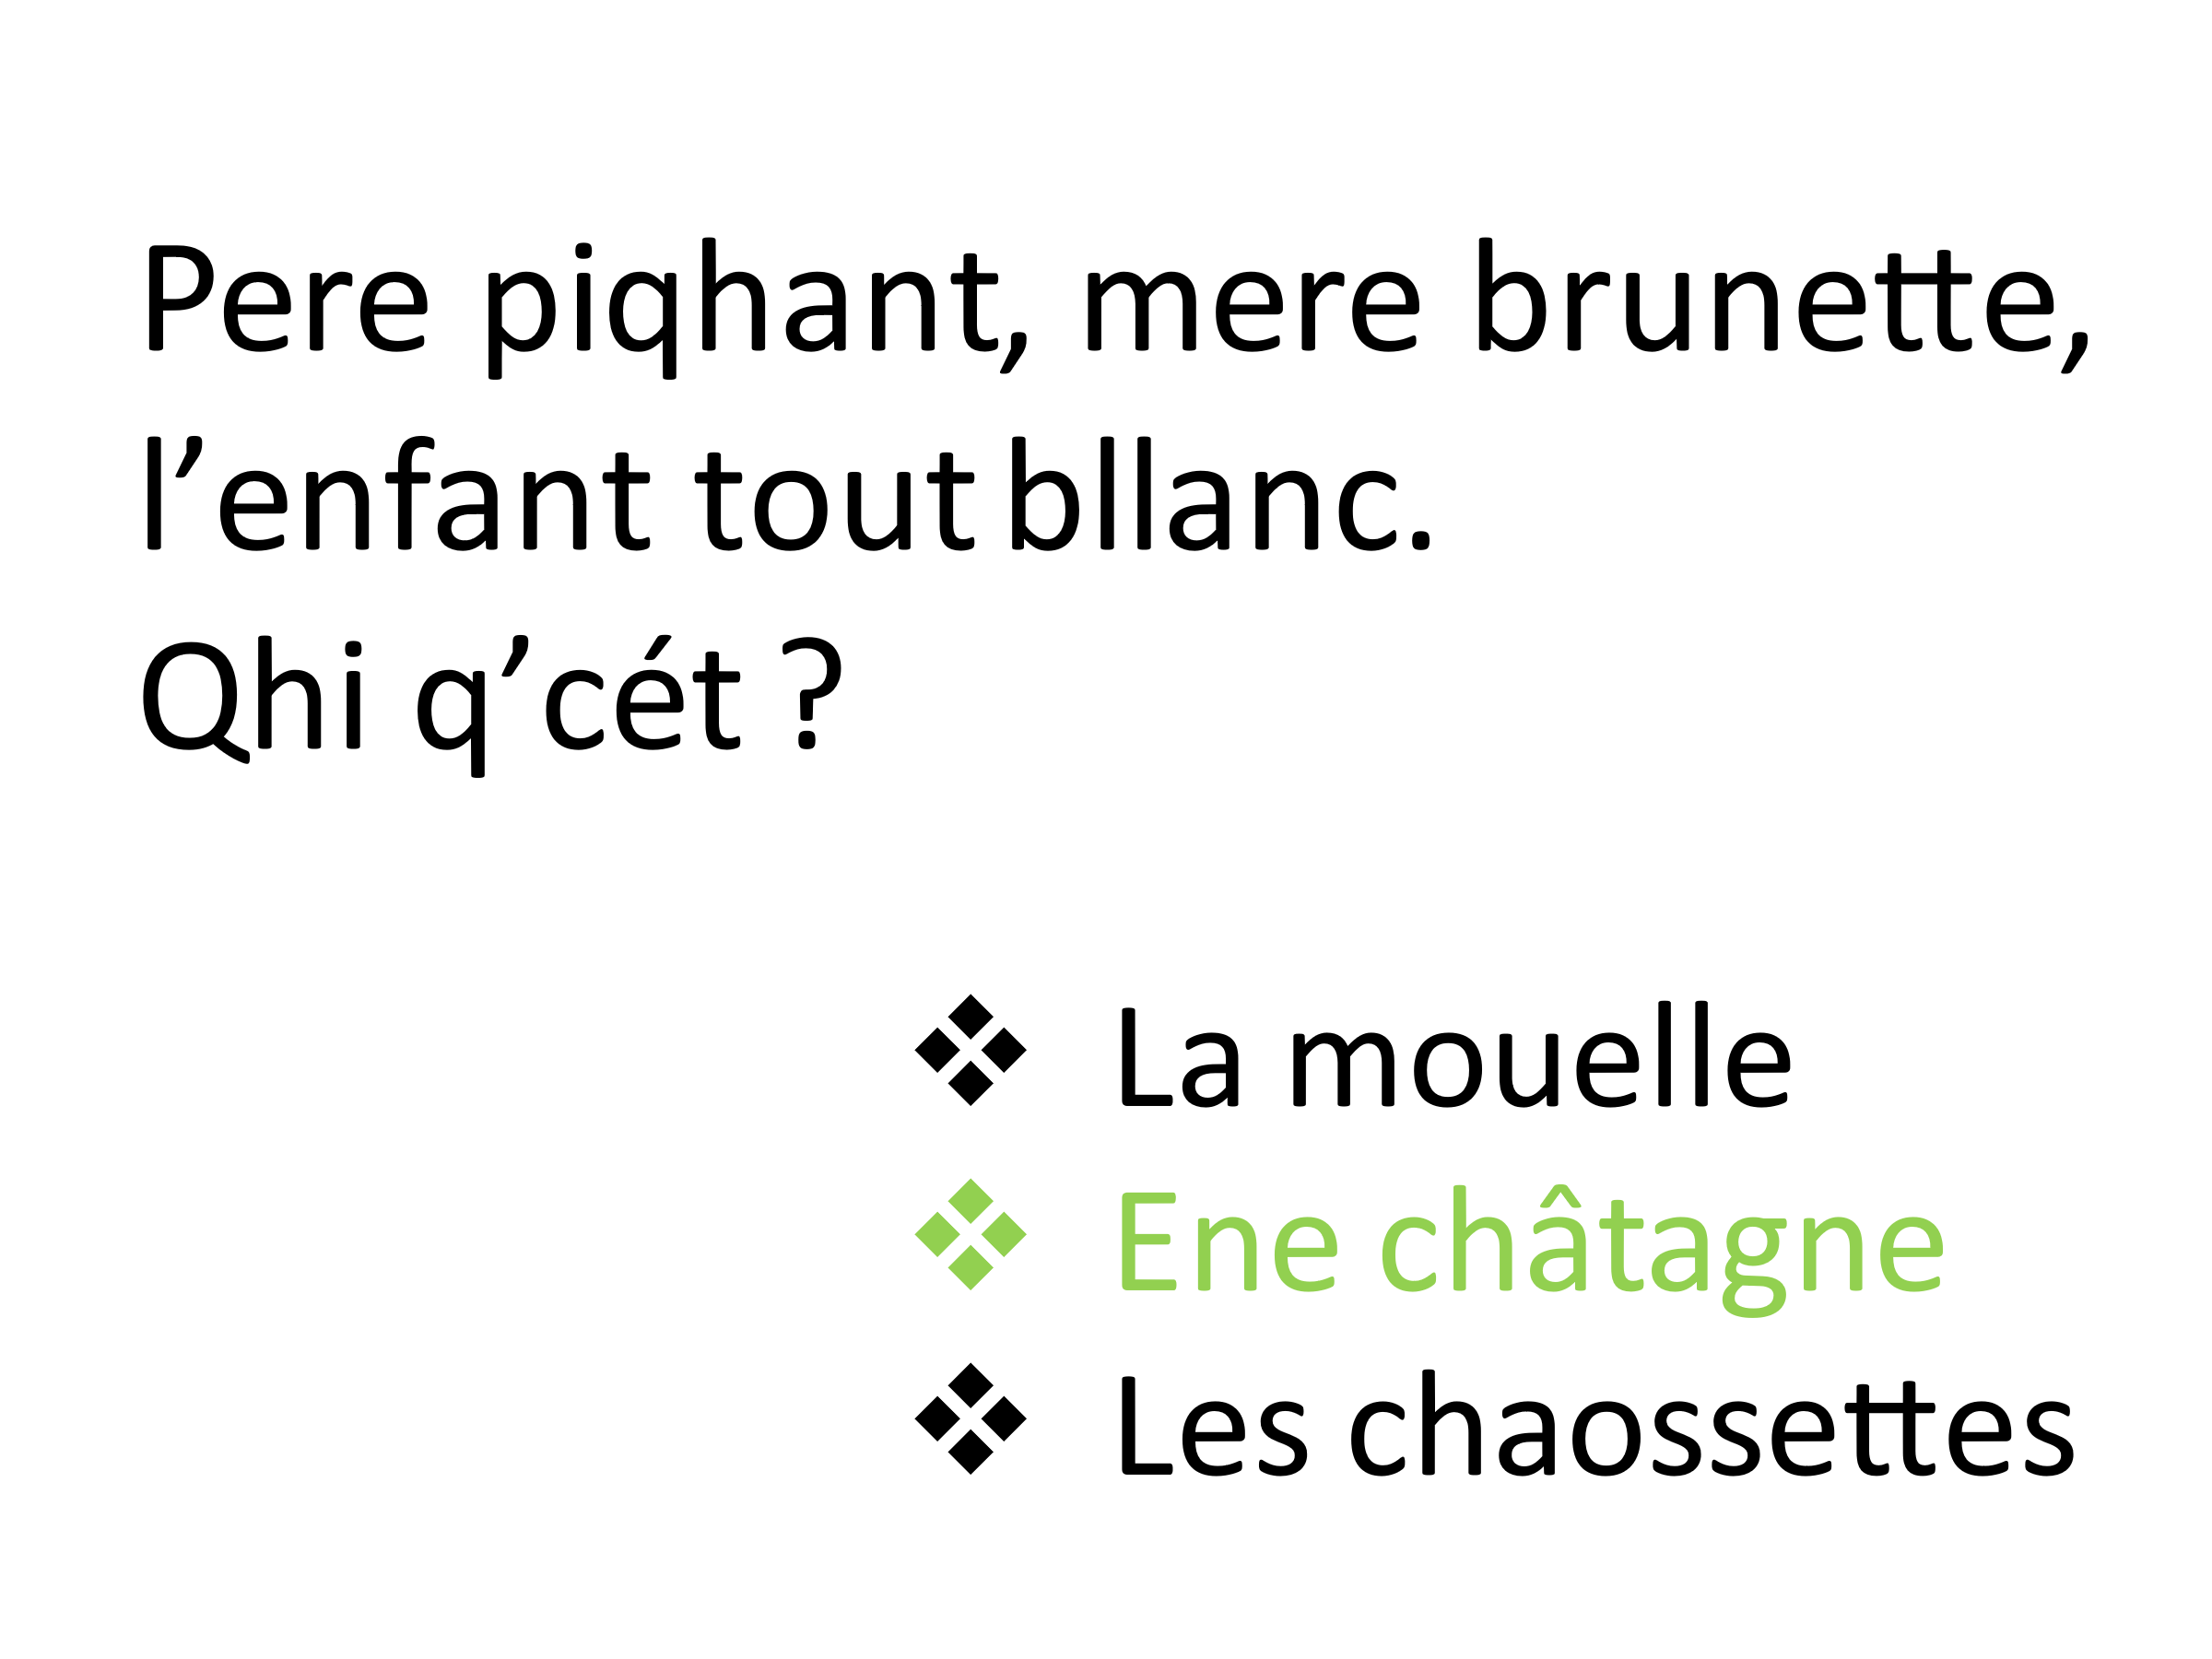 Pere piqhant, mere brunette,
l’enfant tout bllanc.
Qhi q’cét ?
❖ La mouelle
❖ Ene châtagne
❖ Les chaossettes